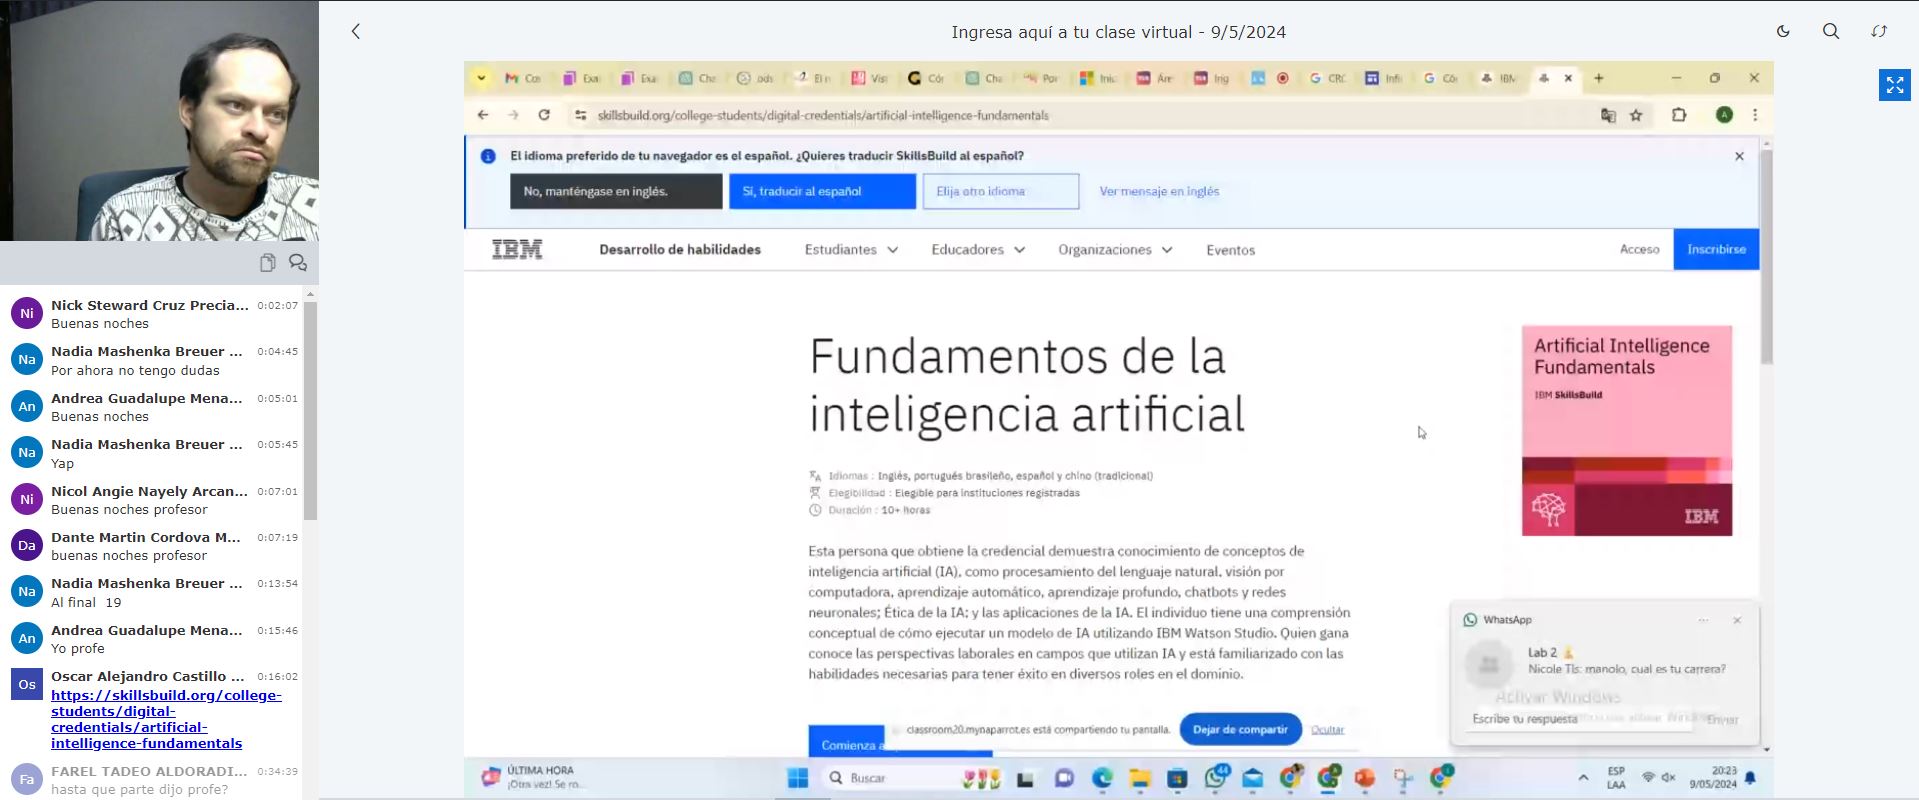 Ingresa aquí a tu clase virtual - 9/5/2024
Nick Steward Cruz Precia... 0:02:07
Buenas noches
Nadia Mashenka Breuer ... 0:04:45
Por ahora no tengo dudas
Andrea Guadalupe Mena... 0:05:01
Buenas noches
Nadia Mashenka Breuer ... 0:05:45
Yap
Nicol Angie Nayely Arcan... 0:07:01
Buenas noches profesor
Dante Martin Cordova M... 0:07:19
buenas noches profesor
Nadia Mashenka Breuer ... 0:13:54
Al final 19
Andrea Guadalupe Mena... 0:15:46
Yo profe
Oscar Alejandro Castillo ... 0:16:02
https://skillsbuild.org/college-
students/digital-
credentials/artificial-
intelligence-fundamentals
FAREL TADEO ALDORADI... 0:34:39
hasta que parte dijo profe?
Ni
Na
An
Na
Ni
Da
Na
An
Os
Fa
skillsbuild.org/college-students/digital-credentials/artificial-intelligence-fundamentals
El idioma preferido de tu navegador es el español. ¿Quieres traducir SkillsBuild al español?
No, manténgase en inglés. Sí, traducir al español Elija otro idioma Ver mensaje en inglés
IBM Desarrollo de habilidades Estudiantes Educadores Organizaciones Eventos Acceso Inscribirse
Fundamentos de la
inteligencia artificial
Idiomas : Inglés, portugués brasileño, español y chino (tradicional)
Elegibilidad : Elegible para instituciones registradas
Duración : 10+ horas
Artificial Intelligence
Fundamentals
IBM SkillsBuild
IBM
Esta persona que obtiene la credencial demuestra conocimiento de conceptos de
inteligencia artificial (IA), como procesamiento del lenguaje natural, visión por
computadora, aprendizaje automático, aprendizaje profundo, chatbots y redes
neuronales; Ética de la IA; y las aplicaciones de la IA. El individuo tiene una comprensión
conceptual de cómo ejecutar un modelo de IA utilizando IBM Watson Studio. Quien gana
conoce las perspectivas laborales en campos que utilizan IA y está familiarizado con las
habilidades necesarias para tener éxito en diversos roles en el dominio.
Comienza a
classroom20.mynaparrot.es está compartiendo tu pantalla. Dejar de compartir Ocultar
WhatsApp
Lab 2
Nicole Tls: manolo, cual es tu carrera?
Activar Windows
Escribe tu respuesta Enviar
ÚLTIMA HORA
¡Otra vez! Se ro...
Buscar
ESP
LAA
20:23
9/05/2024